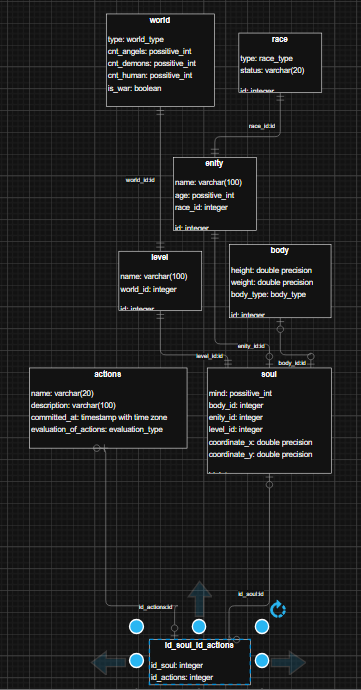 world
type: world_type
cnt_angels: possitive_int
cnt_demons: possitive_int
cnt_human: possitive_int
is_war: boolean
race
type: race_type
status: varchar(20)
id: integer
race_id:id
enity
name: varchar(100)
age: possitive_int
race_id: integer
id: integer
world_id:id
level
name: varchar(100)
world_id: integer
id: integer
body
height: double precision
weight: double precision
body_type: body_type
id: integer
enity_id:id
level_id:id
body_id:id
actions
name: varchar(20)
description: varchar(100)
committed_at: timestamp with time zone
evaluation_of_actions: evaluation_type
soul
mind: possitive_int
body_id: integer
enity_id: integer
level_id: integer
coordinate_x: double precision
coordinate_y: double precision
id_soul:id
id_actions:id
id_soul_id_actions
id_soul: integer
id_actions: integer